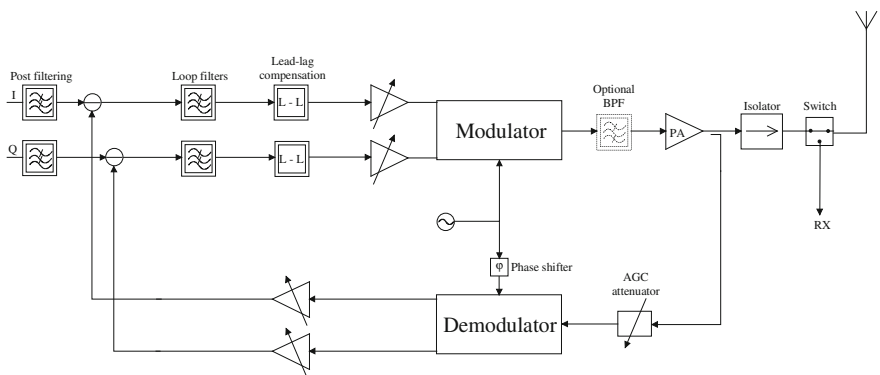 Post filtering
I
Q
Loop filters
Lead-lag
compensation
L - L
L - L
Modulator
Optional
BPF
PA
Isolator
Switch
RX
φ
Phase shifter
AGC
attenuator
Demodulator